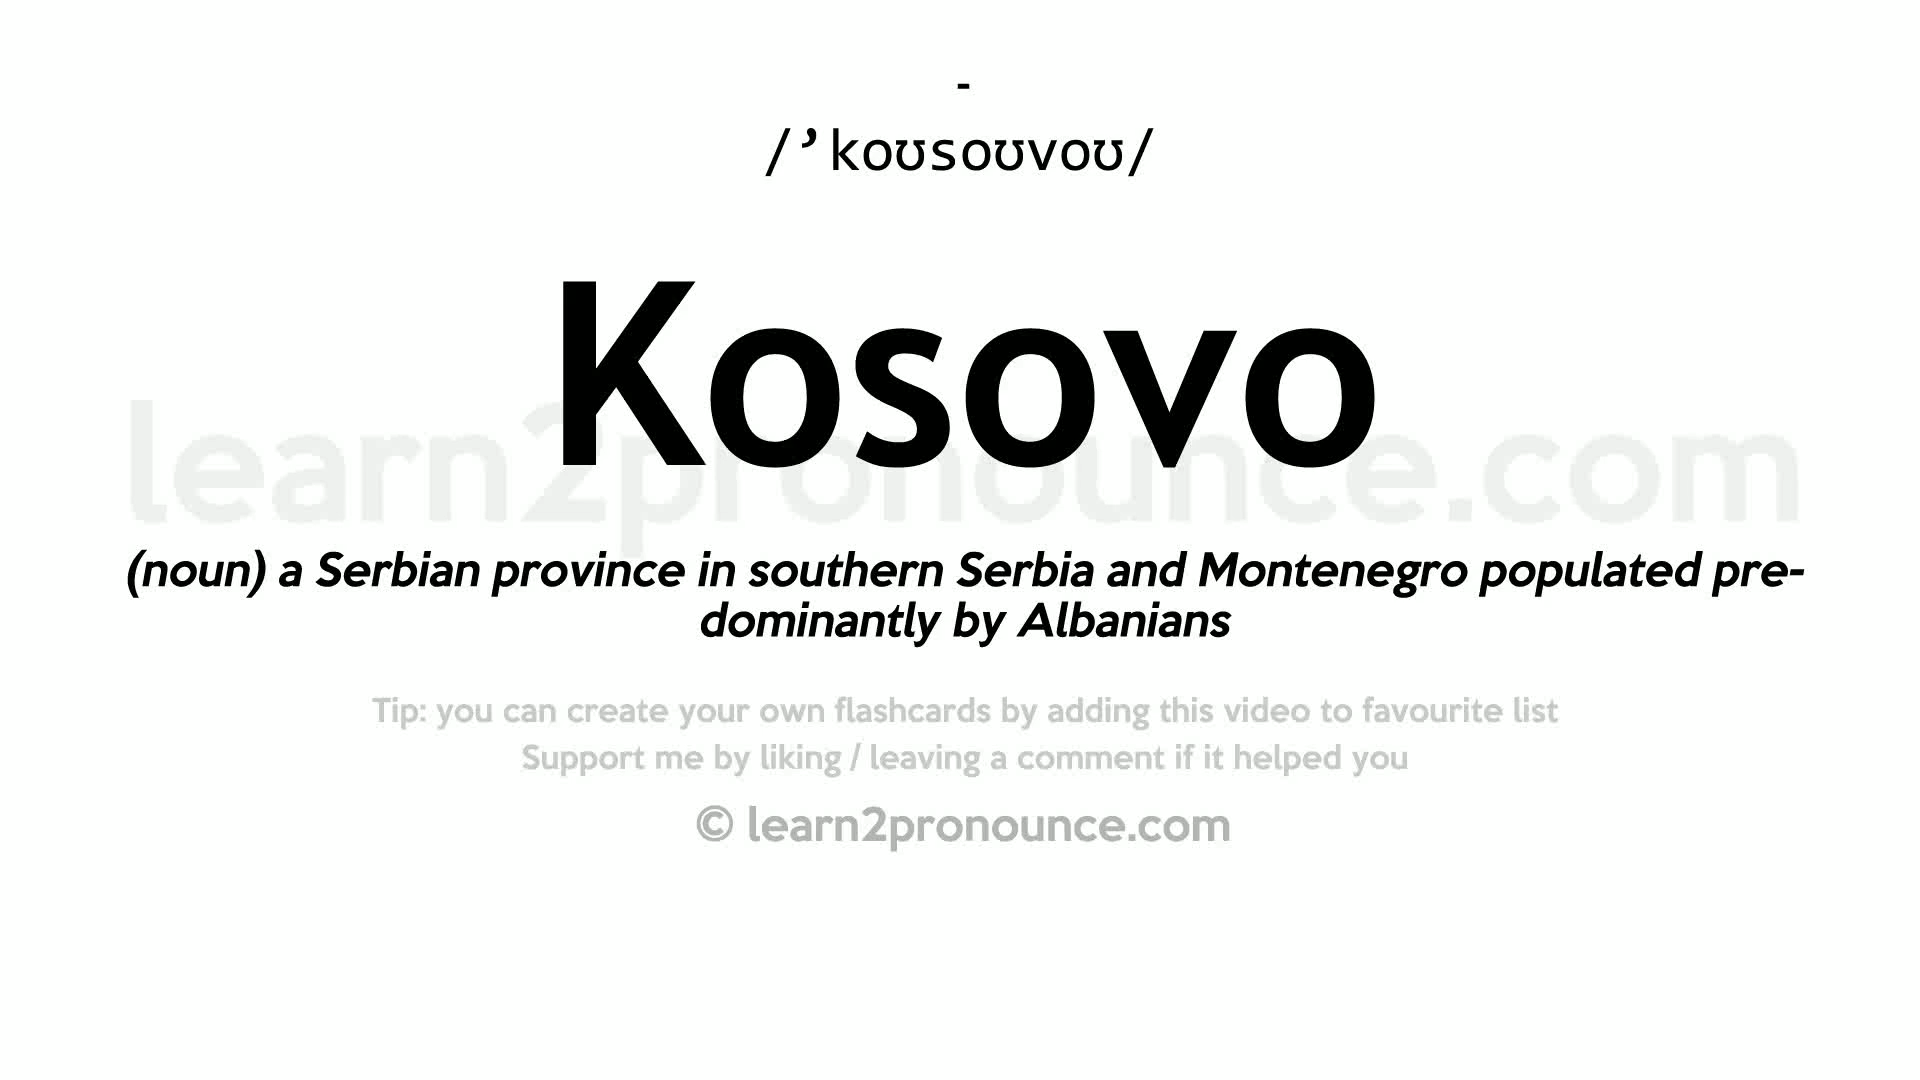 -
/’koʊsoʊvoʊ/
Kosovo
learn2pronounce.com
(noun) a Serbian province in southern Serbia and Montenegro populated pre-
dominantly by Albanians
Tip: you can create your own flashcards by adding this video to favourite list
Support me by liking / leaving a comment if it helped you
© learn2pronounce.com